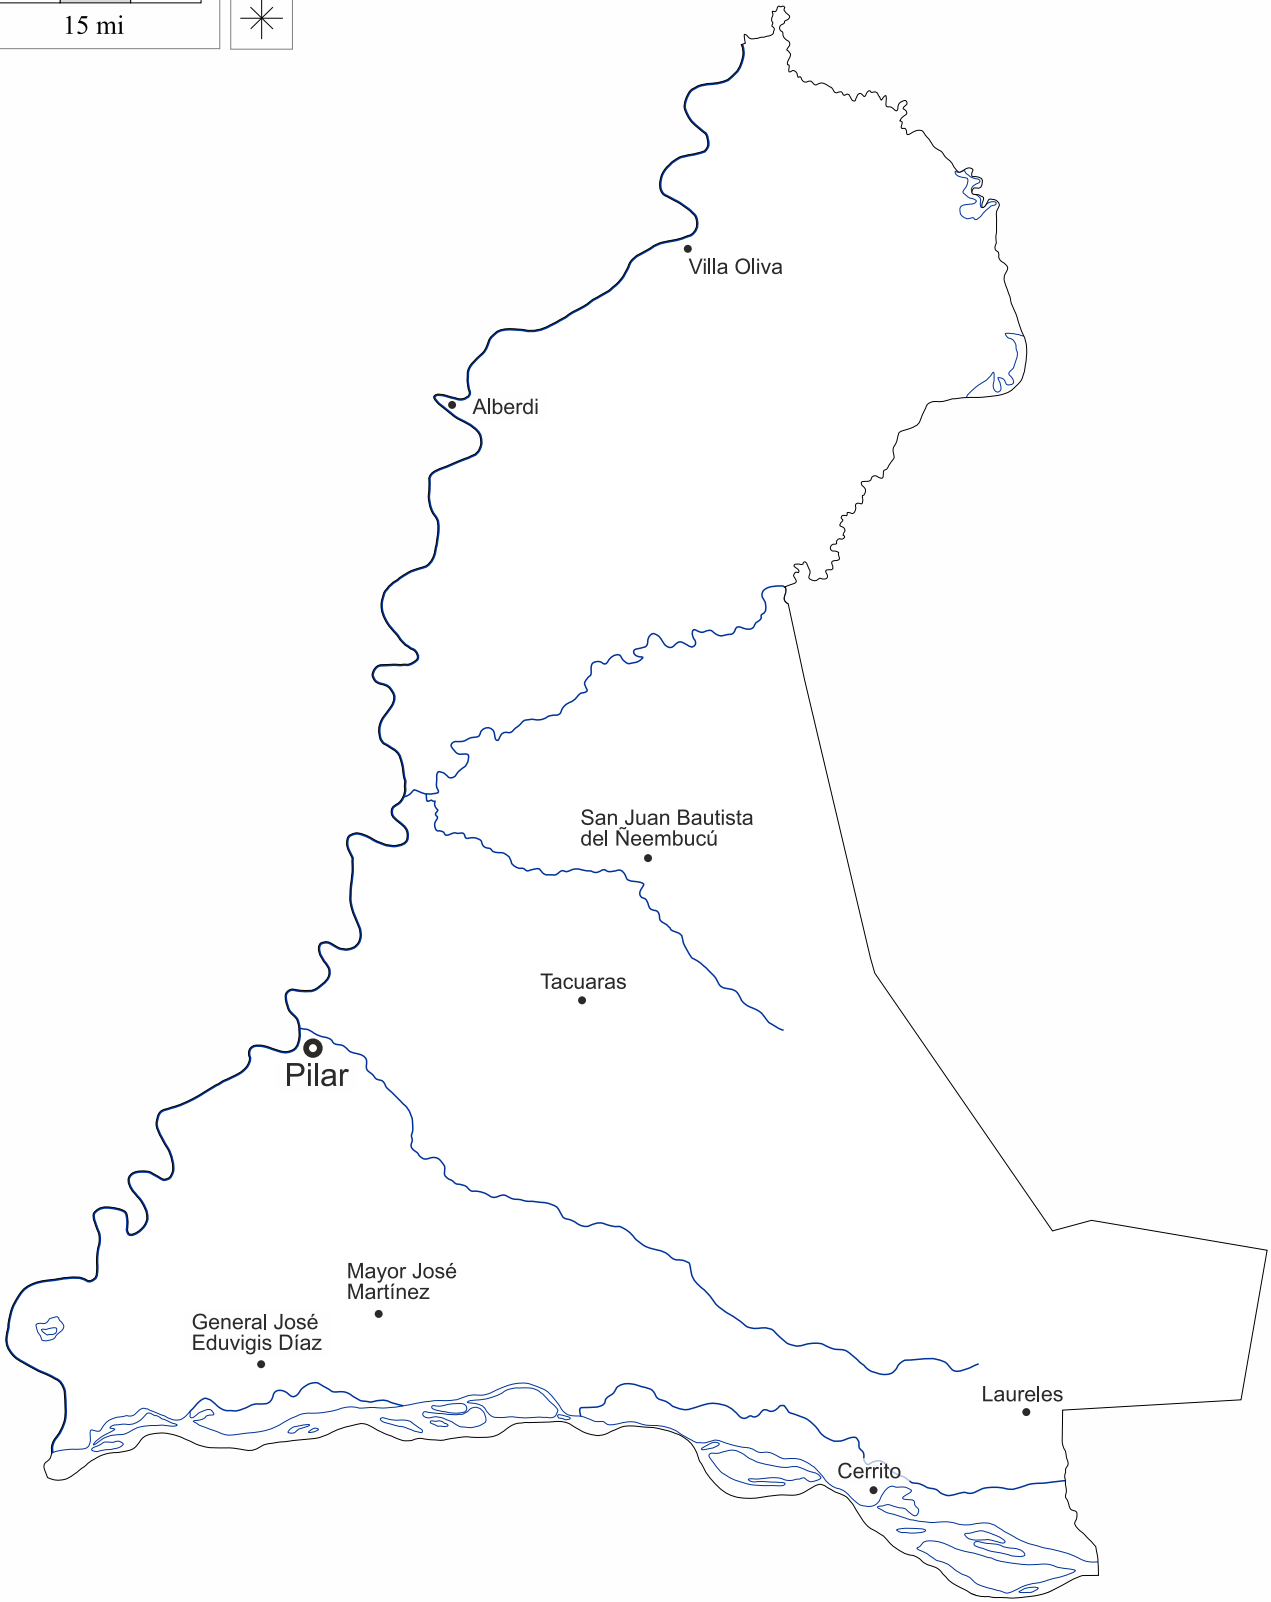 15 mi
Villa Oliva
Alberdi
San Juan Bautista
del Ñeembucú
Tacuaras
Pilar
Mayor José
Martínez
General José
Eduvigis Díaz
Laureles
Cerrito